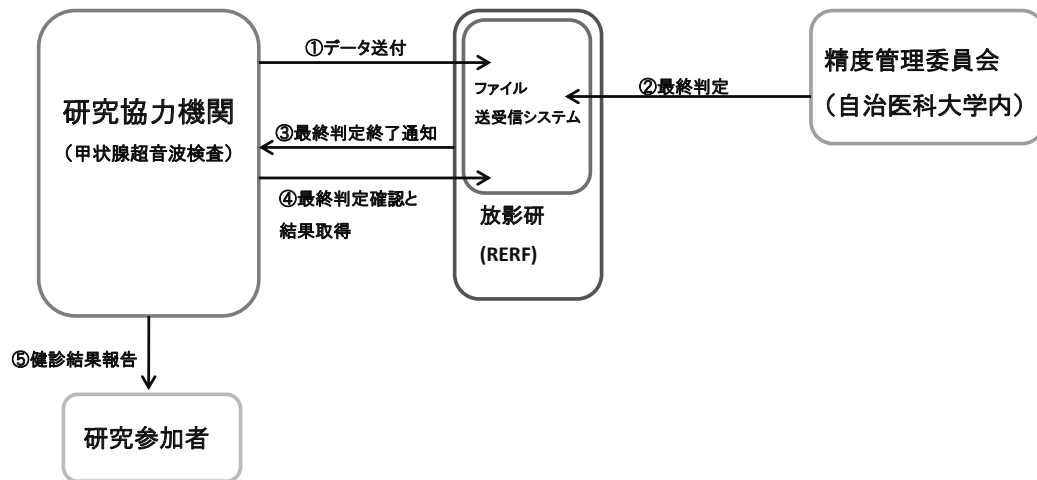 ①データ送付
研究協力機関
（甲状腺超音波検査）
ファイル
送受信システム
②最終判定
精度管理委員会
（自治医科大学内）
③最終判定終了通知
④最終判定確認と
結果取得
放影研
(RERF)
⑤健診結果報告
研究参加者